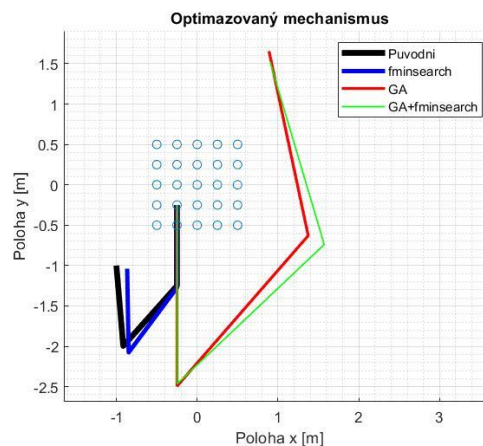 Optimazovaný mechanismus
Puvodni
fminsearch
GA
GA+fminsearch
1.5
1
0.5
0
-0.5
-1
-1.5
-2
-2.5
Poloha y [m]
-1 0 1 2 3
Poloha x [m]